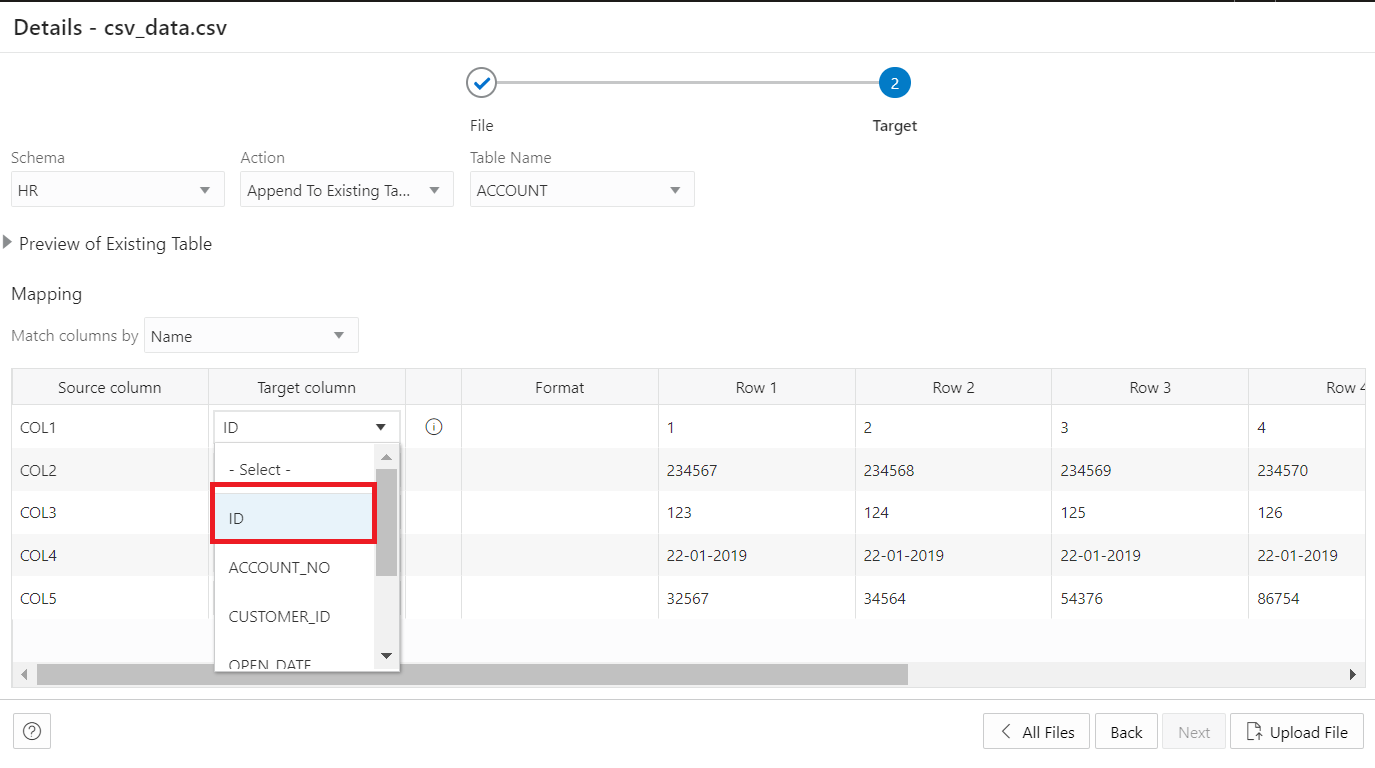 Details - csv_data.csv
2
File
Target
Schema
Action
Table Name
HR
Append To Existing Ta...
ACCOUNT
Preview of Existing Table
Mapping
Match columns by
Name
Source column
Target column
Format
Row 1
Row 2
Row 3
Row 4
COL1
ID
1
2
3
4
- Select -
COL2
234567
234568
234569
234570
COL3
ID
123
124
125
126
COL4
ACCOUNT_NO
22-01-2019
22-01-2019
22-01-2019
22-01-2019
COL5
CUSTOMER_ID
32567
34564
54376
86754
OPEN_DATE
?
All Files
Back
Next
Upload File